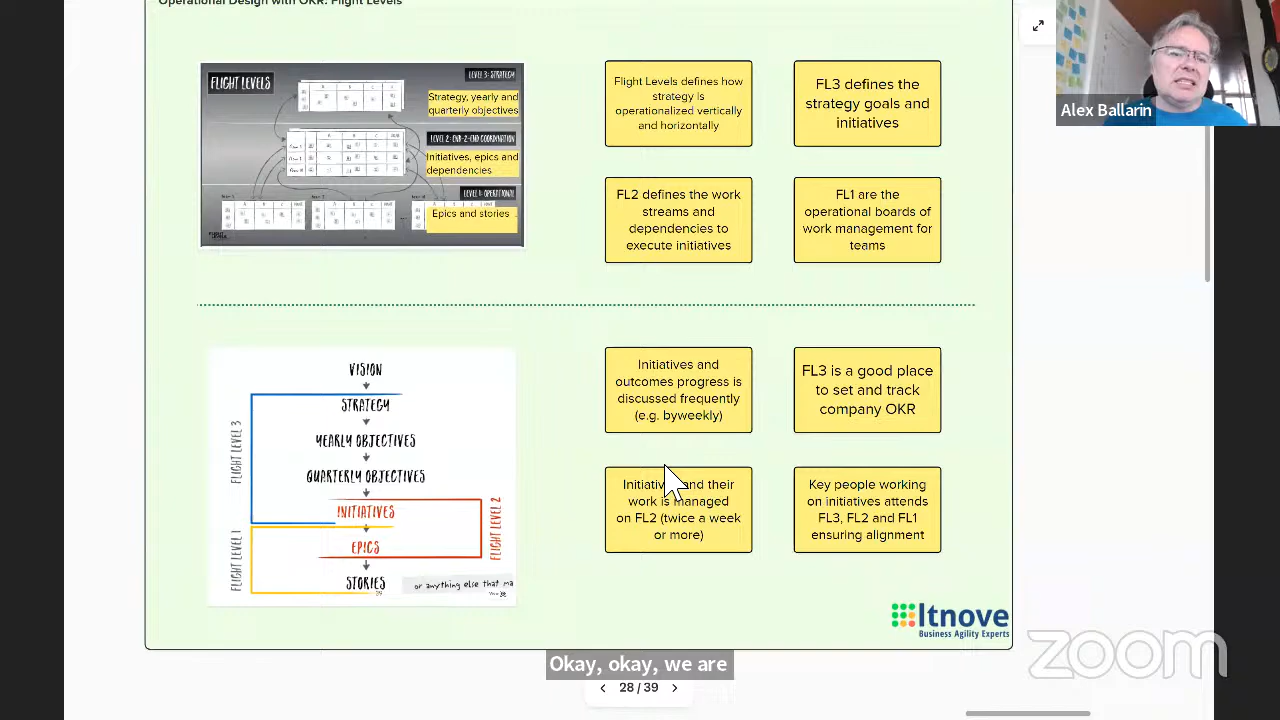 Operational Design with OKR: Flight Levels
Alex Ballarin
FLIGHT LEVELS
LEVEL 3: STRATEGY
Strategy, yearly and
quarterly objectives
LEVEL 2: END-2-END COORDINATION
Initiatives, epics and
dependencies
LEVEL 1: OPERATIONAL
Epics and stories
Flight Levels defines how
strategy is
operationalized vertically
and horizontally
FL3 defines the
strategy goals and
initiatives
FL2 defines the work
streams and
dependencies to
execute initiatives
FL1 are the
operational boards of
work management for
teams
VISION
STRATEGY
YEARLY OBJECTIVES
QUARTERLY OBJECTIVES
INITIATIVES
EPICS
STORIES
FLIGHT LEVEL 3
FLIGHT LEVEL 2
FLIGHT LEVEL 1
or anything else that ma
Initiatives and
outcomes progress is
discussed frequently
(e.g. byweekly)
FL3 is a good place
to set and track
company OKR
and their
work is managed
on FL2 (twice a week
or more)
Key people working
on initiatives attends
FL3, FL2 and FL1
ensuring alignment
Itnove
Business Agility Experts
zoom
Okay, okay, we are
28 / 39